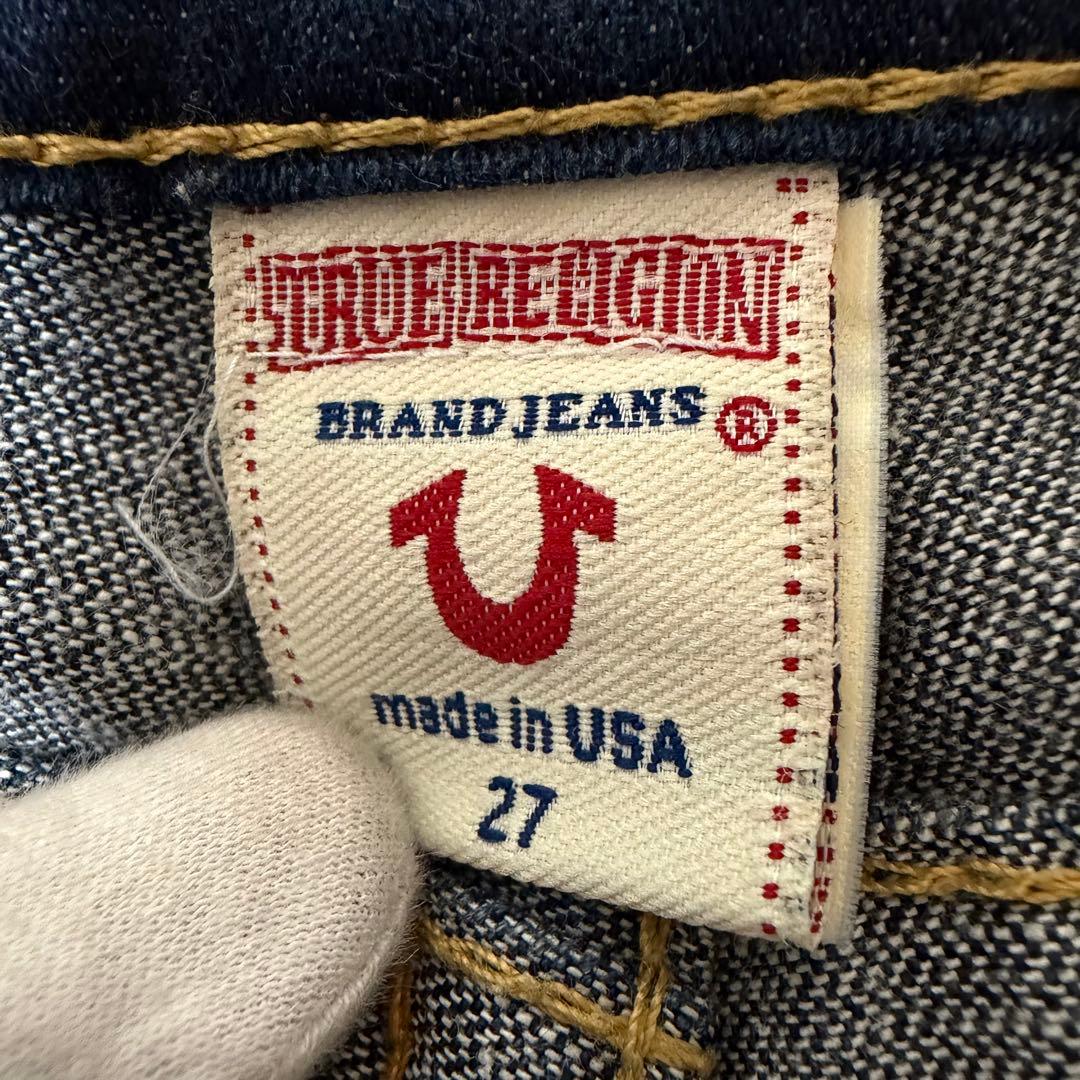 TRUE RELIGION
BRAND JEANS ®
made in USA
27